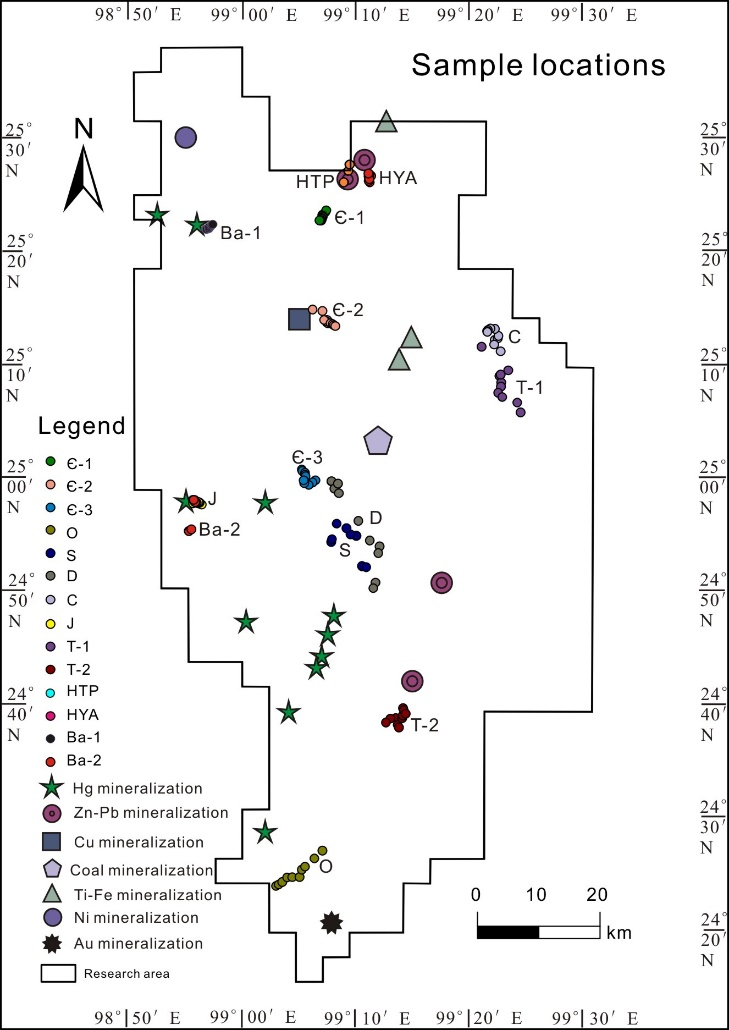 98°50′ E 99°00′ E 99°10′ E 99°20′ E 99°30′ E
Sample locations
N
25°
30′
N
25°
30′
N
HTP
HYA
Є-1
Ba-1
25°
20′
N
25°
20′
N
Є-2
C
25°
10′
N
25°
10′
N
T-1
Legend
Є-1
Є-2
Є-3
O
S
D
C
J
T-1
T-2
HTP
HYA
Ba-1
Ba-2
Hg mineralization
Zn-Pb mineralization
Cu mineralization
Coal mineralization
Ti-Fe mineralization
Ni mineralization
Au mineralization
Research area
Є-3
25°
00′
N
25°
00′
N
J
Ba-2
D
S
24°
50′
N
24°
50′
N
24°
40′
N
24°
40′
N
T-2
24°
30′
N
O
0 10 20
km
24°
20′
N
98°50′ E 99°00′ E 99°10′ E 99°20′ E 99°30′ E